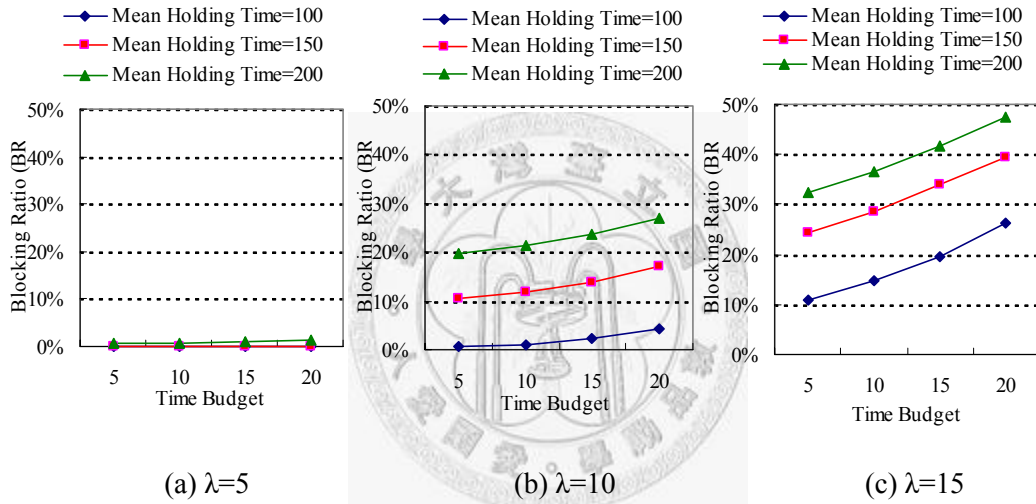 Mean Holding Time=100
Mean Holding Time=150
Mean Holding Time=200
50%
40%
30%
20%
10%
0%
Blocking Ratio (BR
5 10 15 20
Time Budget
(a) λ=5
Mean Holding Time=100
Mean Holding Time=150
Mean Holding Time=200
50%
40%
30%
20%
10%
0%
Blocking Ratio (BR
5 10 15 20
Time Budget
(b) λ=10
Mean Holding Time=100
Mean Holding Time=150
Mean Holding Time=200
50%
40%
30%
20%
10%
0%
Blocking Ratio (BR
5 10 15 20
Time Budget
(c) λ=15